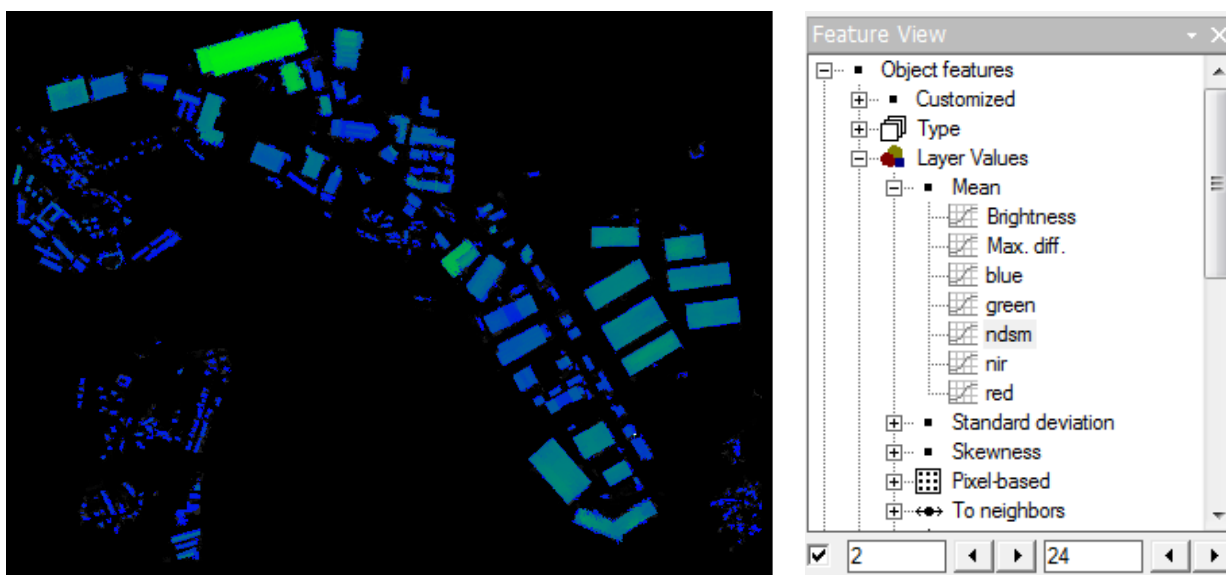 Feature View
Object features
Customized
Type
Layer Values
Mean
Brightness
Max. diff.
blue
green
ndsm
nir
red
Standard deviation
Skewness
Pixel-based
To neighbors
2 24